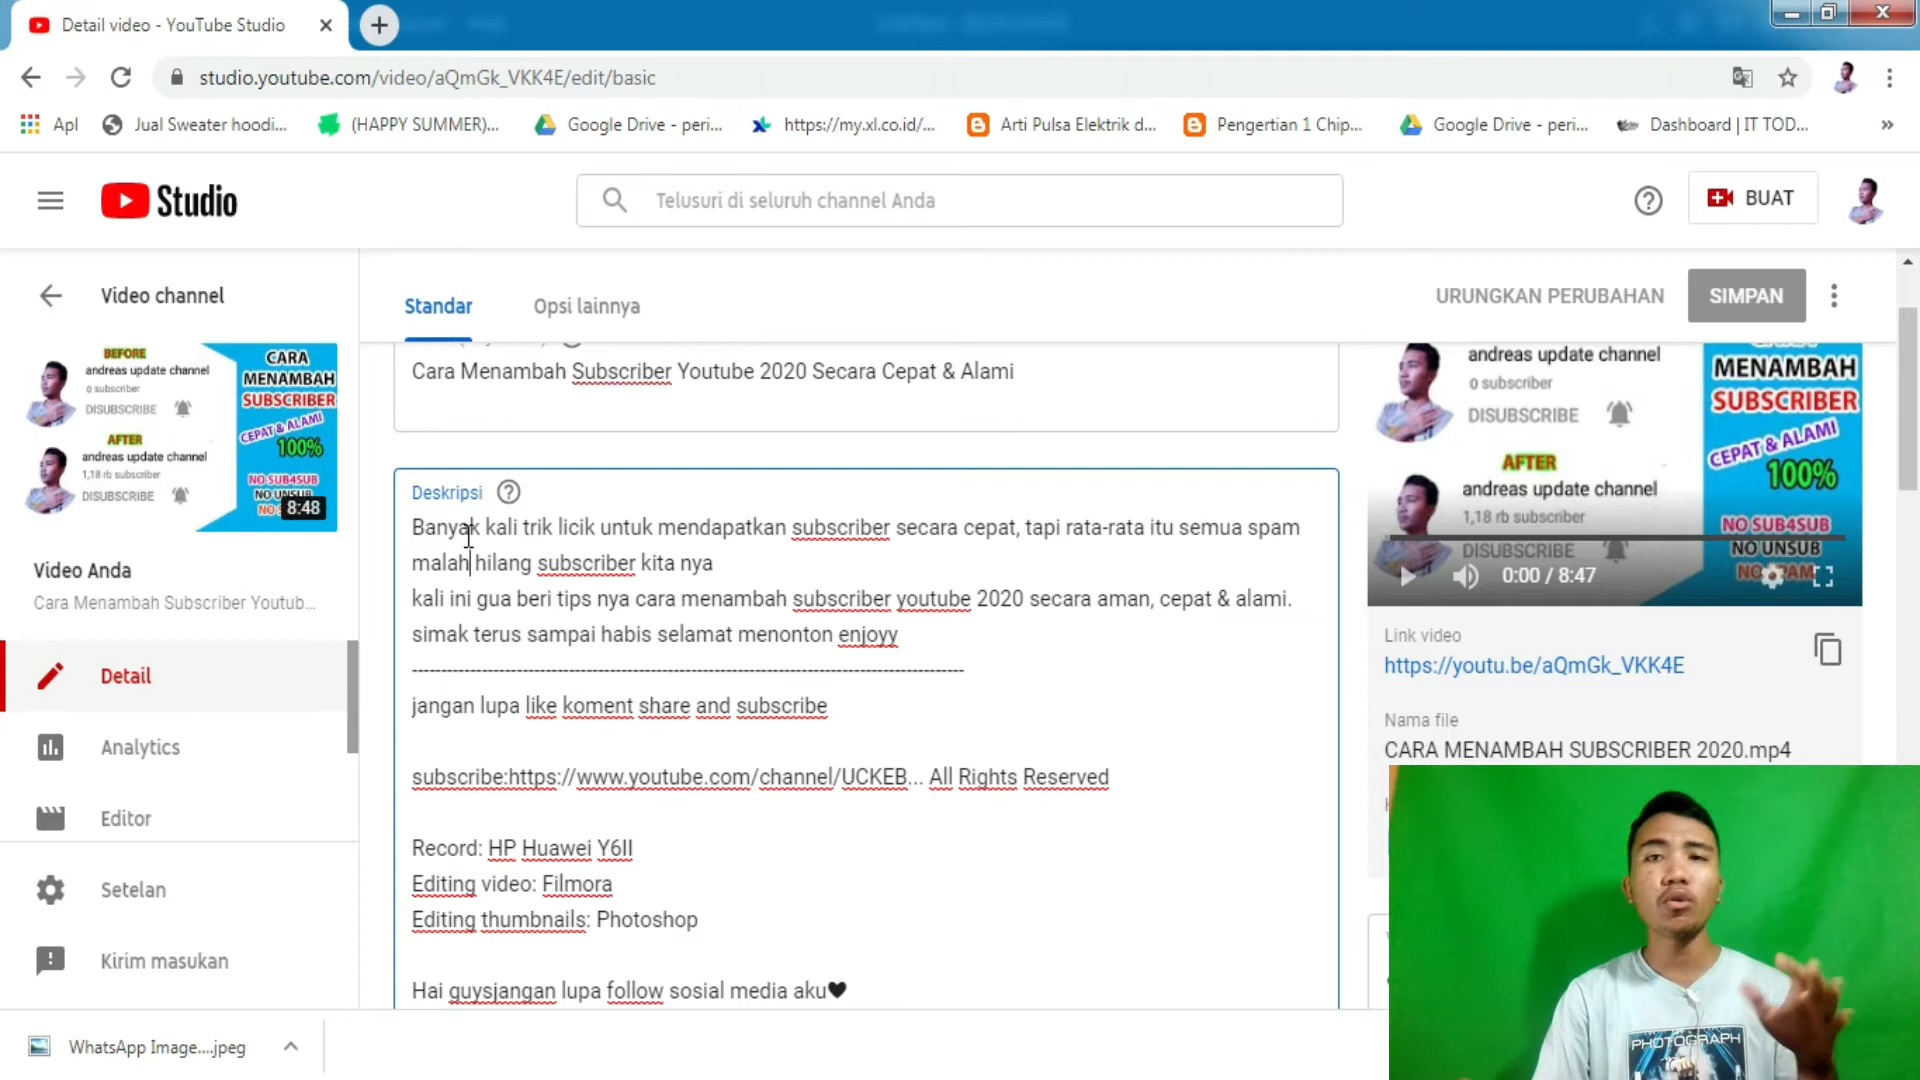 Detail video - YouTube Studio
studio.youtube.com/video/aQmGk_VKK4E/edit/basic
Apl
Jual Sweater hoodi...
(HAPPY SUMMER)...
Google Drive - peri...
https://my.xl.co.id/...
Arti Pulsa Elektrik d...
Pengertian 1 Chip...
Google Drive - peri...
Dashboard | IT TOD...
Studio
Telusuri di seluruh channel Anda
BUAT
Video channel
Standar
Opsi lainnya
URUNGKAN PERUBAHAN
SIMPAN
BEFORE
andreas update channel
0 subscriber
DISUBSCRIBE
AFTER
andreas update channel
1,18 rb subscriber
DISUBSCRIBE
CARA
MENAMBAH
SUBSCRIBER
CEPAT & ALAMI
100%
NO SUB4SUB
NO UNSUB
8:48
Video Anda
Cara Menambah Subscriber Youtub...
Detail
Analytics
Editor
Setelan
Kirim masukan
Cara Menambah Subscriber Youtube 2020 Secara Cepat & Alami
Deskripsi
Banyak kali trik licik untuk mendapatkan subscriber secara cepat, tapi rata-rata itu semua spam
malah hilang subscriber kita nya
kali ini gua beri tips nya cara menambah subscriber youtube 2020 secara aman, cepat & alami.
simak terus sampai habis selamat menonton enjoyy
-------------------------------------------------------------------------------------
jangan lupa like koment share and subscribe
subscribe:https://www.youtube.com/channel/UCKEB... All Rights Reserved
Record: HP Huawei Y6II
Editing video: Filmora
Editing thumbnails: Photoshop
Hai guysjangan lupa follow sosial media aku♥
andreas update channel
0 subscriber
DISUBSCRIBE
AFTER
andreas update channel
1,18 rb subscriber
DISUBSCRIBE
MENAMBAH
SUBSCRIBER
CEPAT & ALAMI
100%
NO SUB4SUB
NO UNSUB
0:00 / 8:47
Link video
https://youtu.be/aQmGk_VKK4E
Nama file
CARA MENAMBAH SUBSCRIBER 2020.mp4
PHOTOGRAPH
WhatsApp Image....jpeg